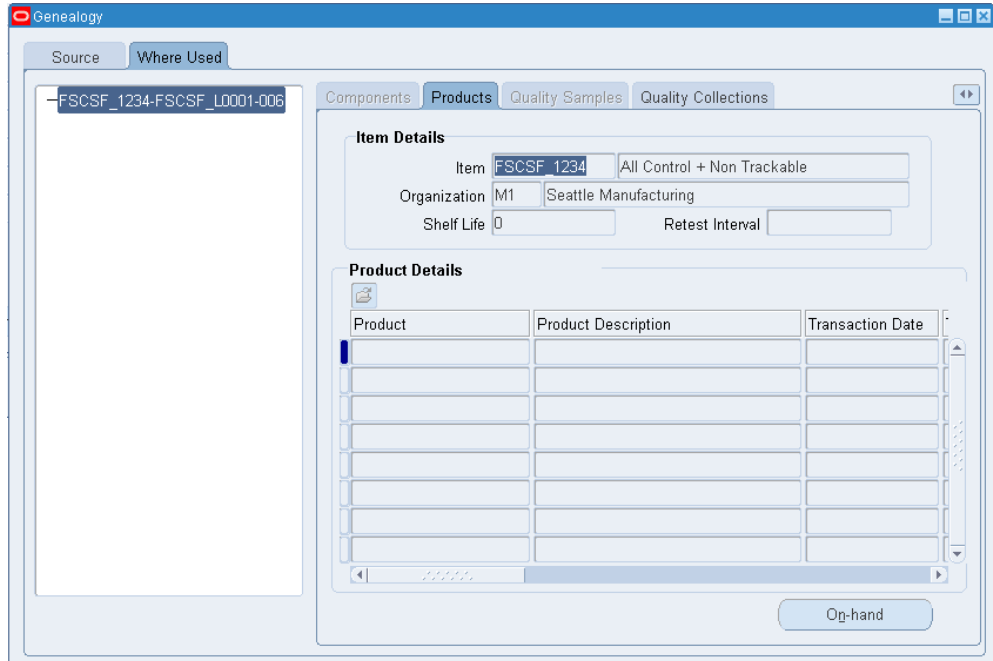 Genealogy
Source Where Used
FSCSF_1234-FSCSF_L0001-006
Components Products Quality Samples Quality Collections
Item Details
Item FSCSF_1234 All Control + Non Trackable
Organization M1 Seattle Manufacturing
Shelf Life 0 Retest Interval
Product Details
Product Product Description Transaction Date
On-hand